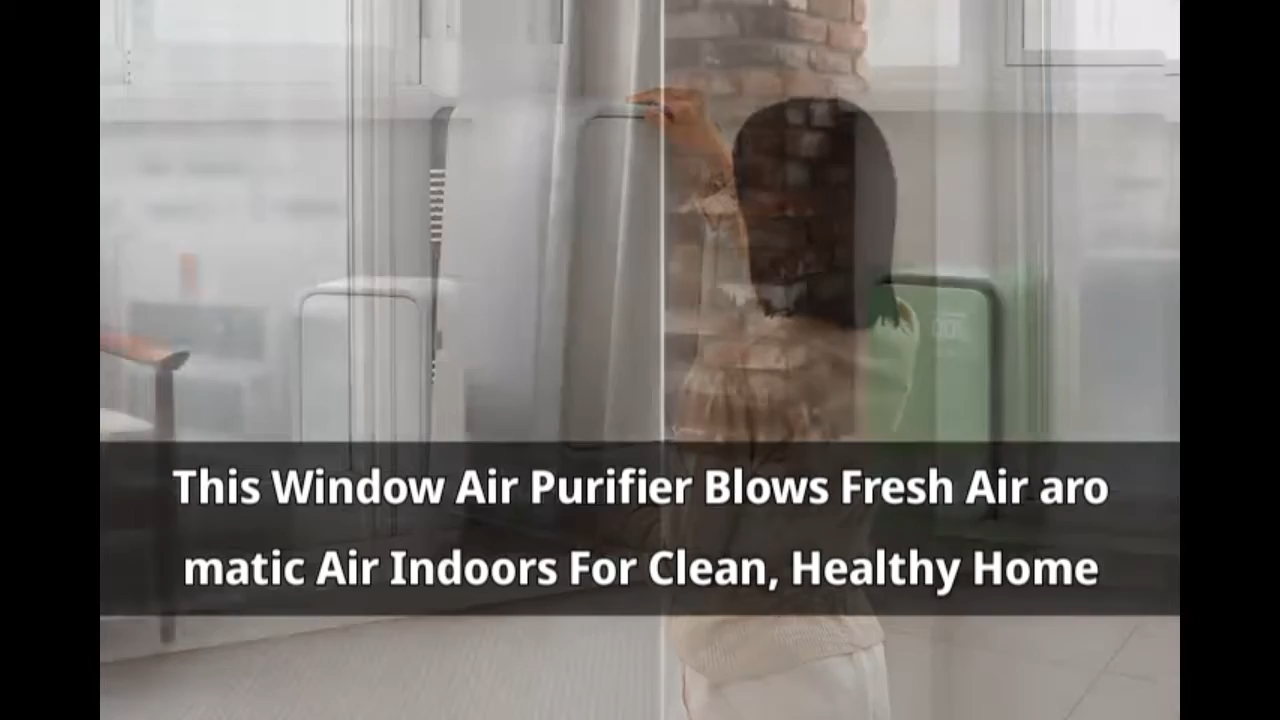 This Window Air Purifier Blows Fresh Air aro
matic Air Indoors For Clean, Healthy Home